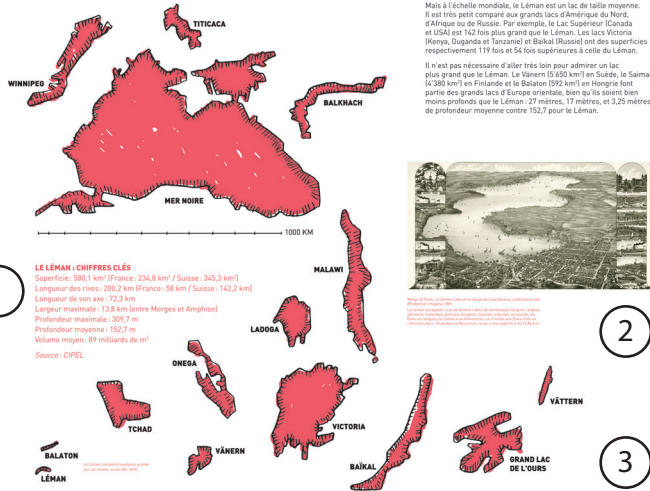 Mais à l'échelle mondiale, le Léman est un lac de taille moyenne.
Il est très petit comparé aux grands lacs d'Amérique du Nord,
d'Afrique ou de Russie. Par exemple, le Lac Supérieur (Canada
et USA) est 142 fois plus grand que le Léman. Les lacs Victoria
(Kenya, Ouganda et Tanzanie) et Baïkal (Russie) ont des superficies
respectivement 119 fois et 54 fois supérieures à celle du Léman.
Il n'est pas nécessaire d'aller très loin pour admirer un lac
plus grand que le Léman. Le Vänern (5'650 km²) en Suède, le Saimaa
(4'380 km²) en Finlande et le Balaton (592 km²) en Hongrie font
partie des grands lacs d'Europe orientale, bien qu'ils soient bien
moins profonds que le Léman : 27 mètres, 17 mètres, et 3,25 mètres
de profondeur moyenne contre 152,7 pour le Léman.
TITICACA
WINNIPEG
BALKHACH
MER NOIRE
1000 KM
LE LÉMAN : CHIFFRES CLÉS
Superficie : 580,1 km² (France : 234,8 km² / Suisse : 345,3 km²)
Longueur des rives : 200,2 km (France : 58 km / Suisse : 142,2 km)
Longueur de son axe : 72,3 km
Largeur maximale : 13,8 km (entre Morges et Amphion)
Profondeur maximale : 309,7 m
Profondeur moyenne : 152,7 m
Volume moyen : 89 milliards de m³
Source : CIPEL
MALAWI
LADOGA
2
ONEGA
VÄTTERN
TCHAD
VICTORIA
VÄNERN
BALATON
BAÏKAL
GRAND LAC
DE L'OURS
LÉMAN
Le Léman comparé à quelques grands
lacs du monde,
3